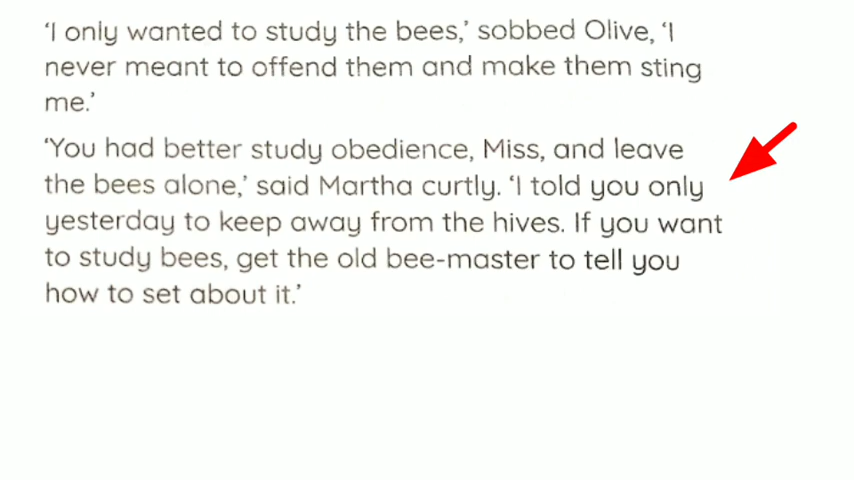 ‘I only wanted to study the bees,’ sobbed Olive, ‘I
never meant to offend them and make them sting
me.’
‘You had better study obedience, Miss, and leave
the bees alone,’ said Martha curtly. ‘I told you only
yesterday to keep away from the hives. If you want
to study bees, get the old bee-master to tell you
how to set about it.’